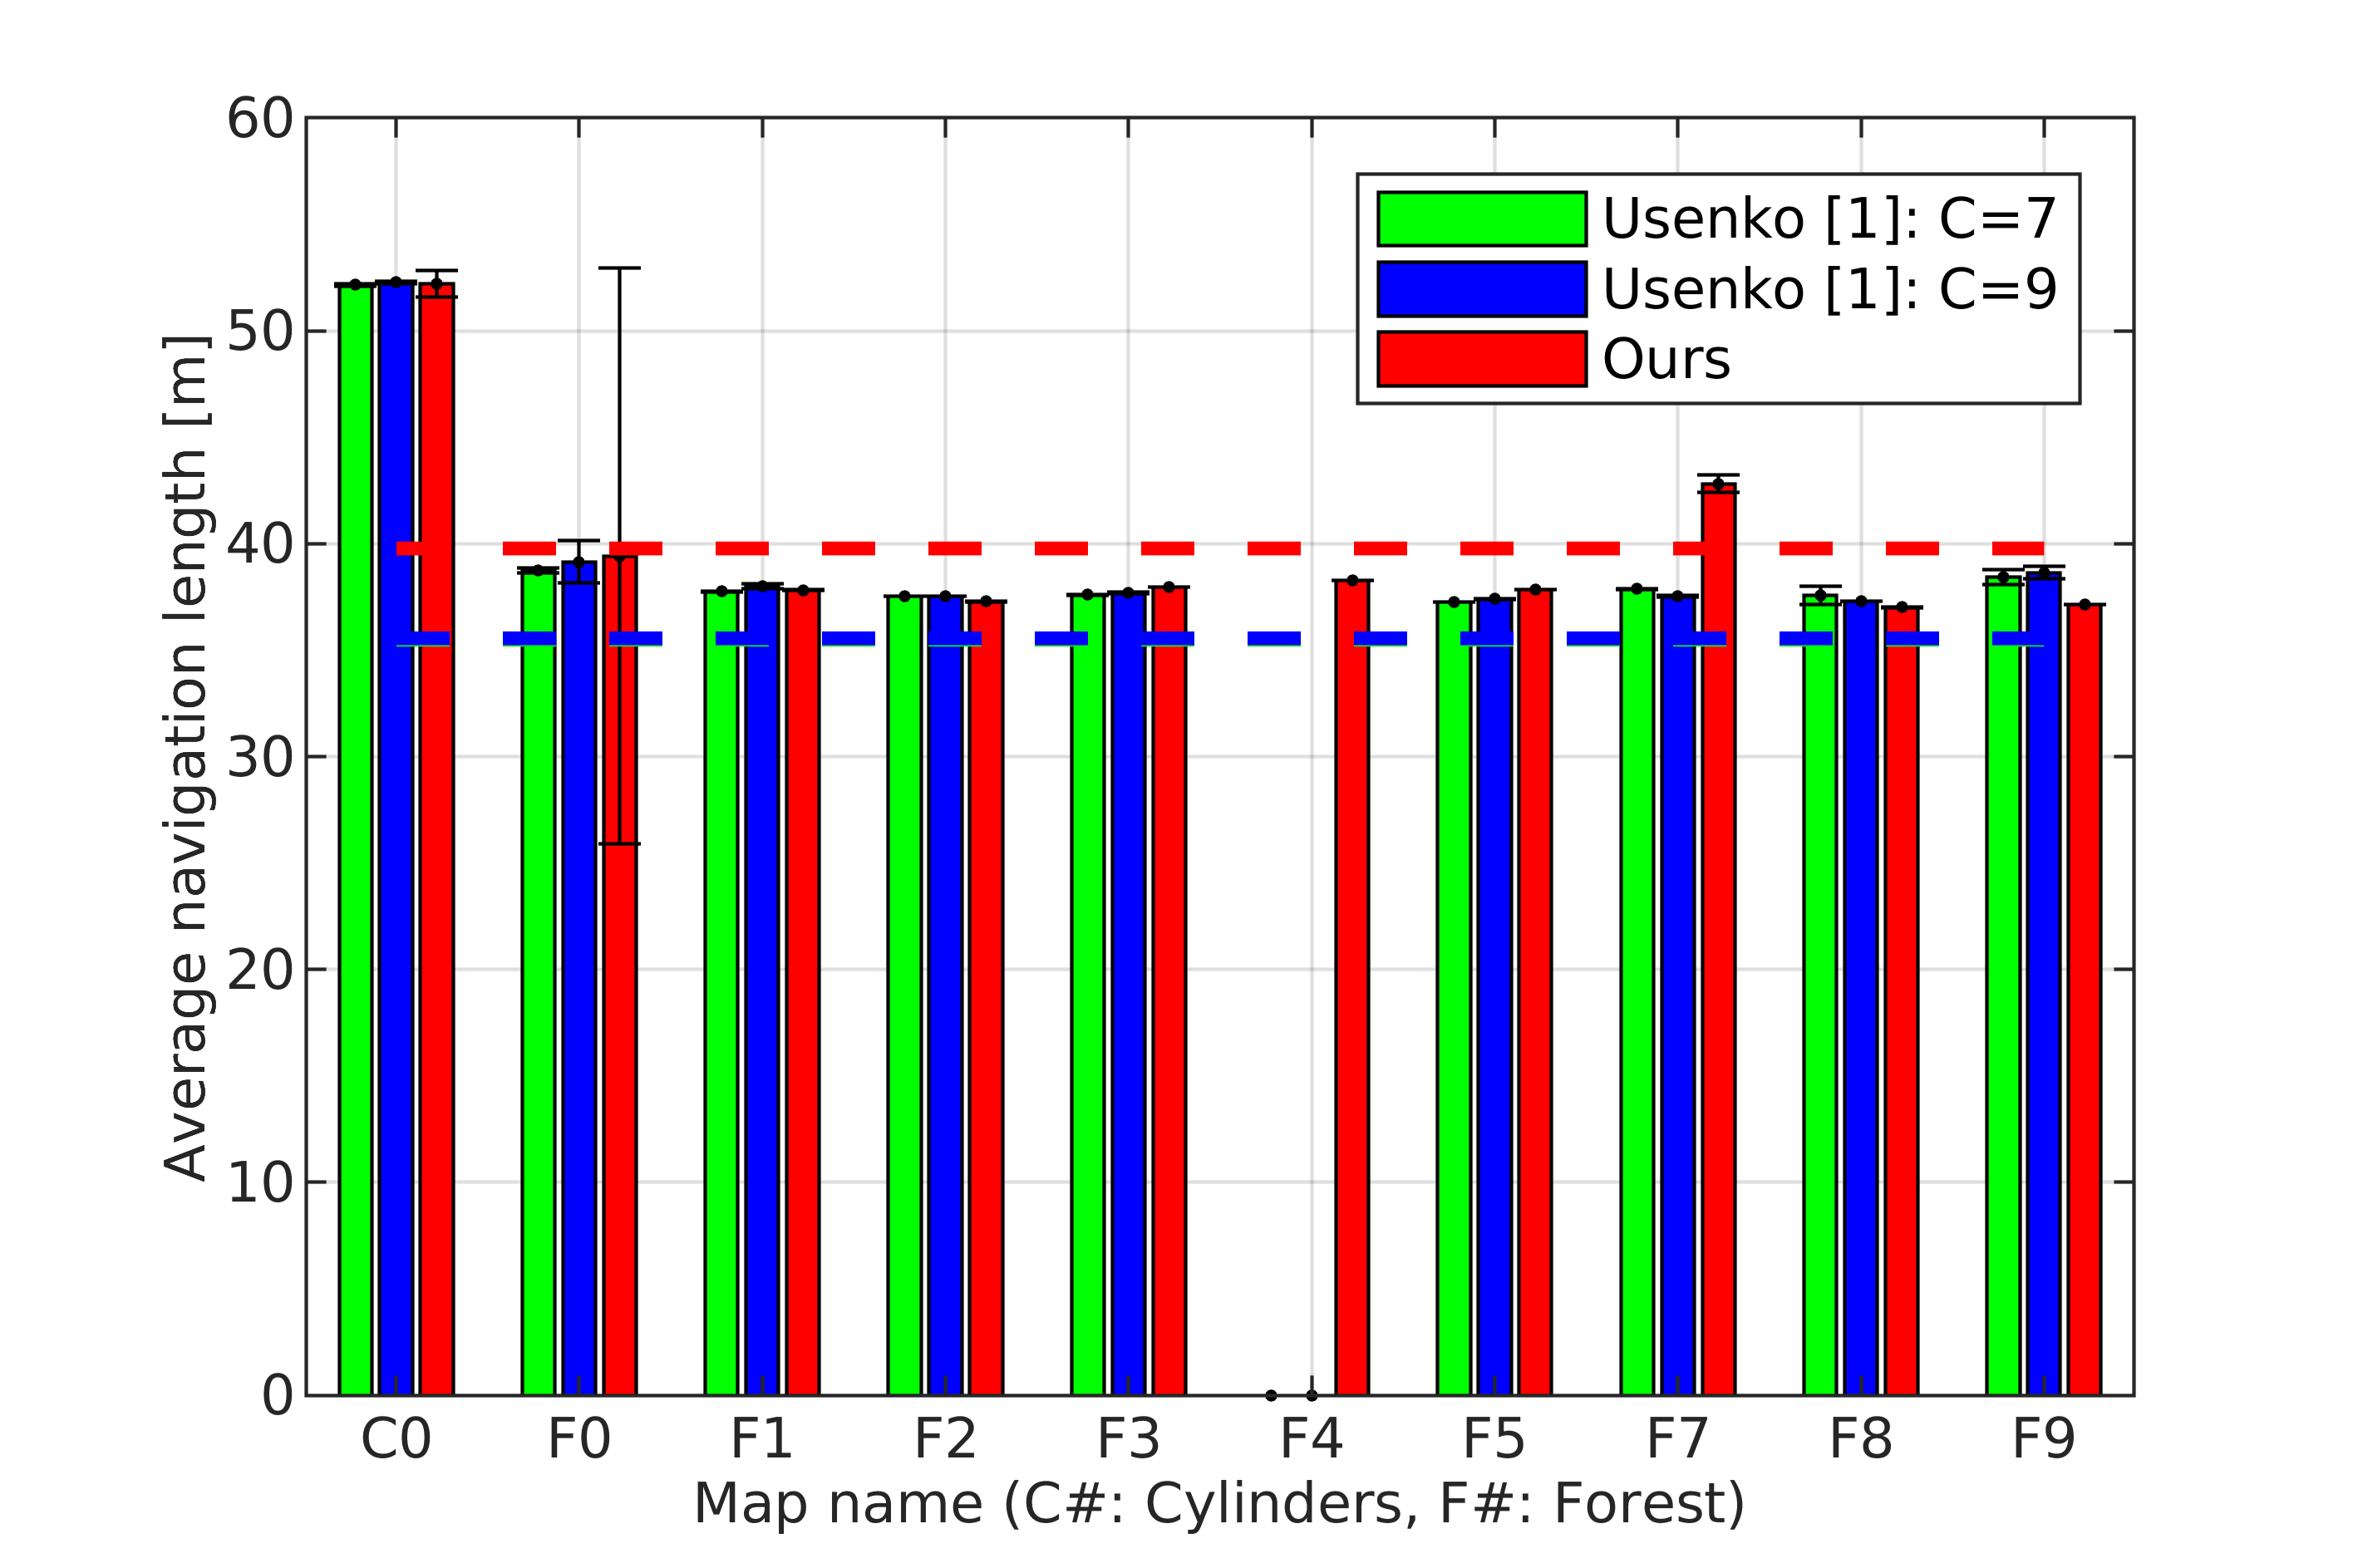 60
50
40
30
20
10
0
Average navigation length [m]
Usenko [1]: C=7
Usenko [1]: C=9
Ours
C0 F0 F1 F2 F3 F4 F5 F7 F8 F9
Map name (C#: Cylinders, F#: Forest)